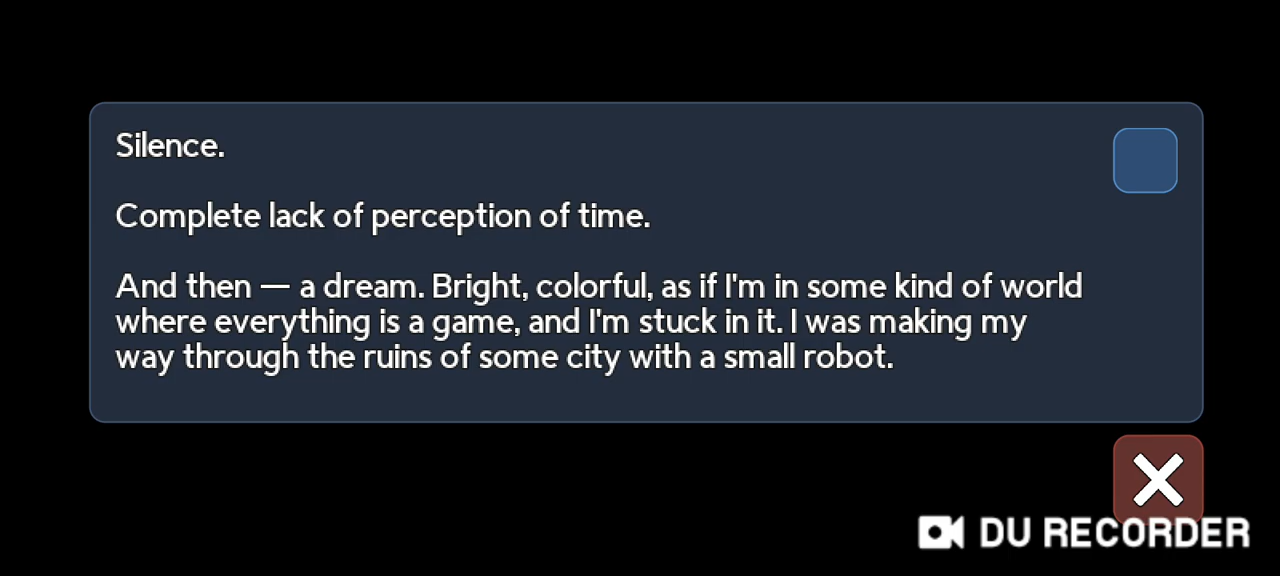 Silence.
Complete lack of perception of time.
And then — a dream. Bright, colorful, as if I'm in some kind of world
where everything is a game, and I'm stuck in it. I was making my
way through the ruins of some city with a small robot.
DU RECORDER